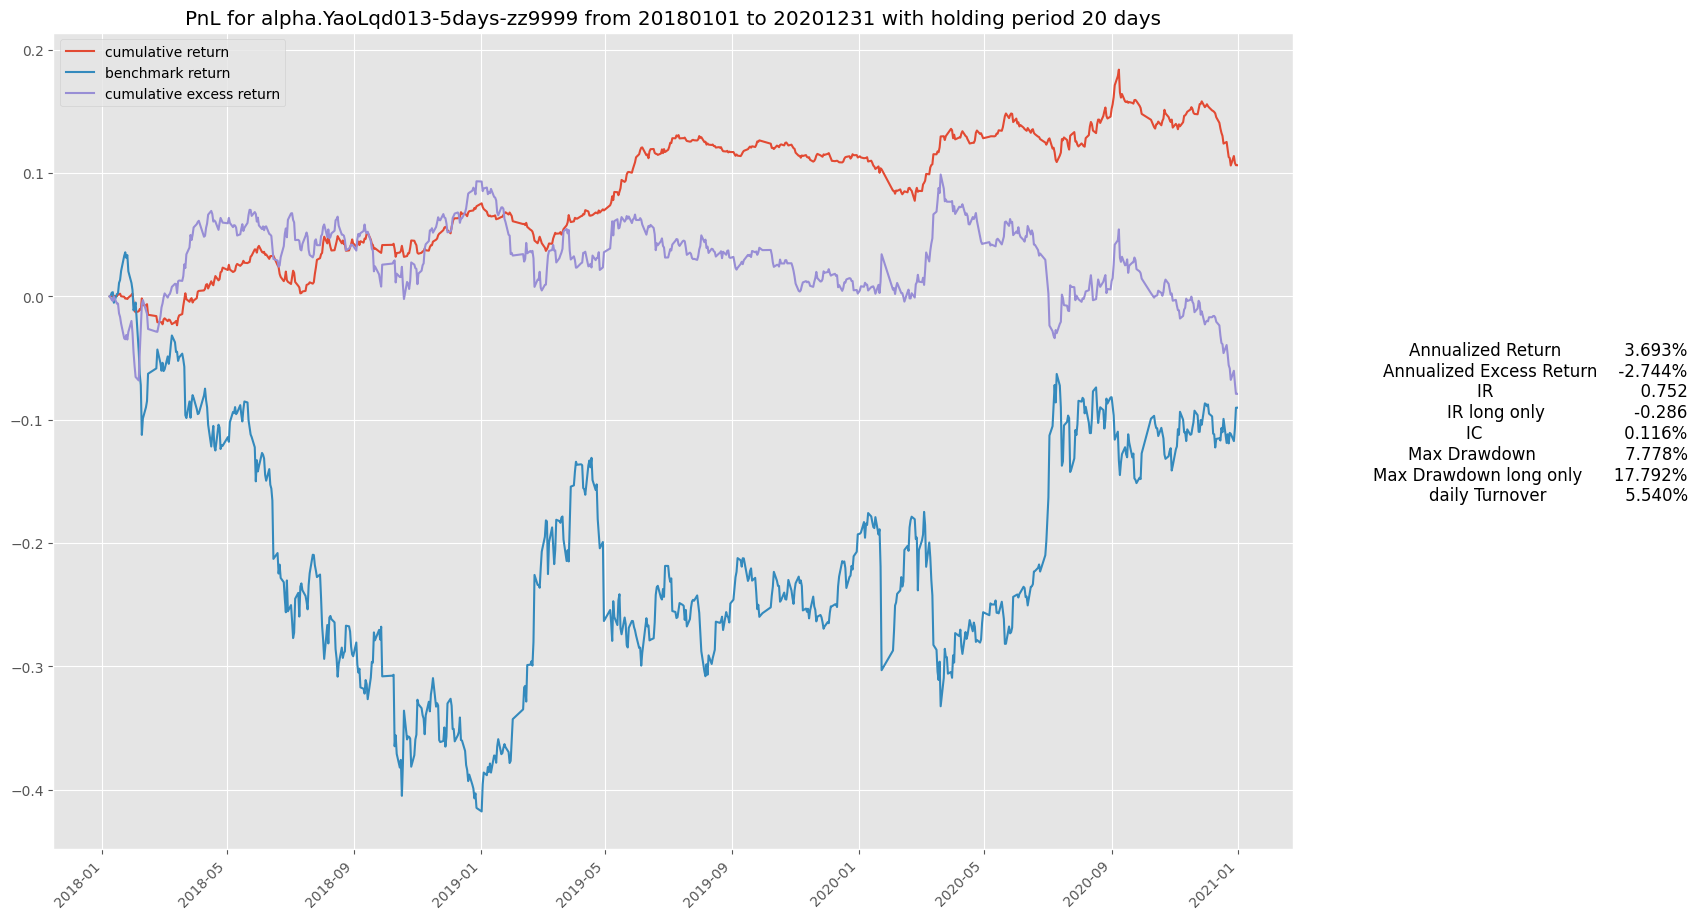 PnL for alpha.YaoLqd013-5days-zz9999 from 20180101 to 20201231 with holding period 20 days
cumulative return
benchmark return
cumulative excess return
0.2
0.1
0.0
−0.1
−0.2
−0.3
−0.4
2018-01
2018-05
2018-09
2019-01
2019-05
2019-09
2020-01
2020-05
2020-09
2021-01
Annualized Return 3.693%
Annualized Excess Return -2.744%
IR 0.752
IR long only -0.286
IC 0.116%
Max Drawdown 7.778%
Max Drawdown long only 17.792%
daily Turnover 5.540%